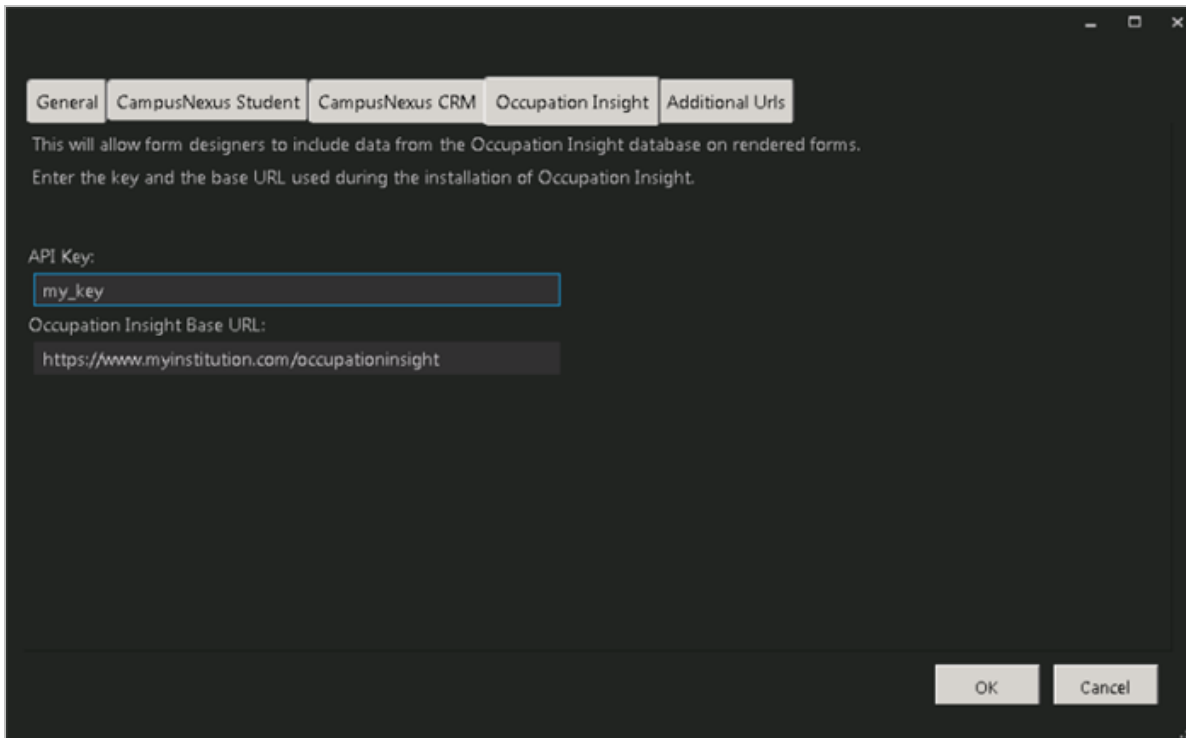 General CampusNexus Student CampusNexus CRM Occupation Insight Additional Urls
This will allow form designers to include data from the Occupation Insight database on rendered forms.
Enter the key and the base URL used during the installation of Occupation Insight.
API Key:
my_key
Occupation Insight Base URL:
https://www.myinstitution.com/occupationinsight
OK Cancel